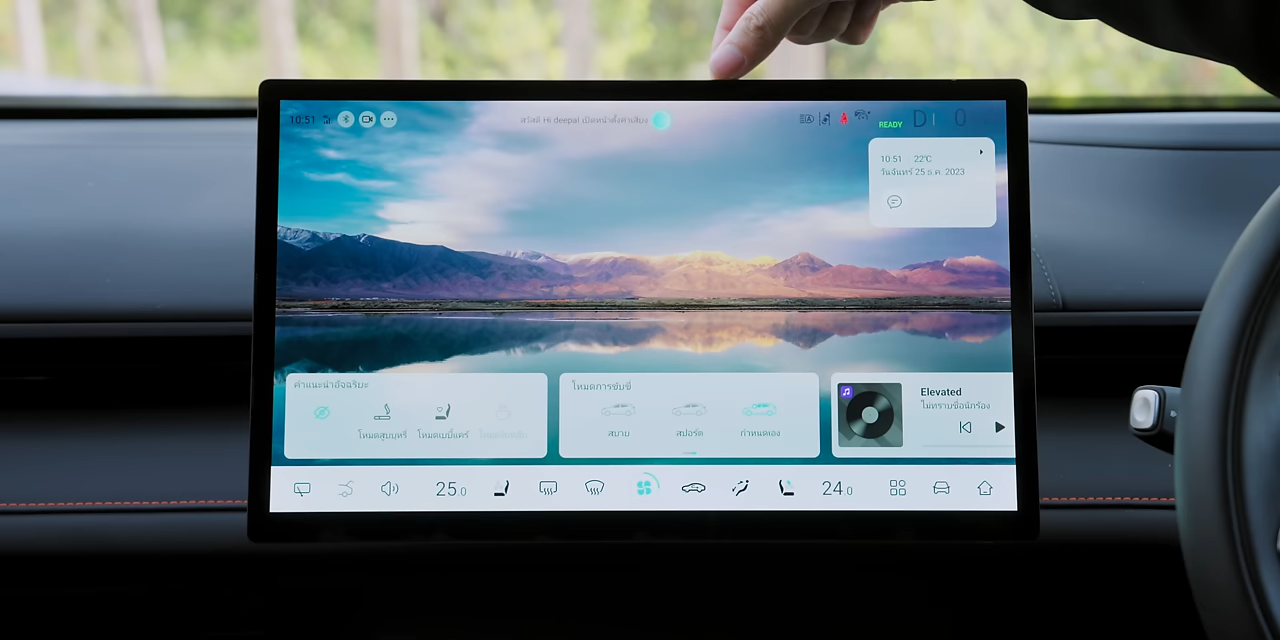 10:51
สวัสดี Hi deepal เปิดหน้าตั้งค่าเสียง
READY D 0
10:51 22°C
วันจันทร์ 25 ธ.ค. 2023
คำแนะนำอัจฉริยะ
โหมดสูบบุหรี่ โหมดเบบี้แคร์
โหมดการขับขี่
สบาย สปอร์ต กำหนดเอง
Elevated
ไม่ทราบชื่อนักร้อง
25.0 24.0